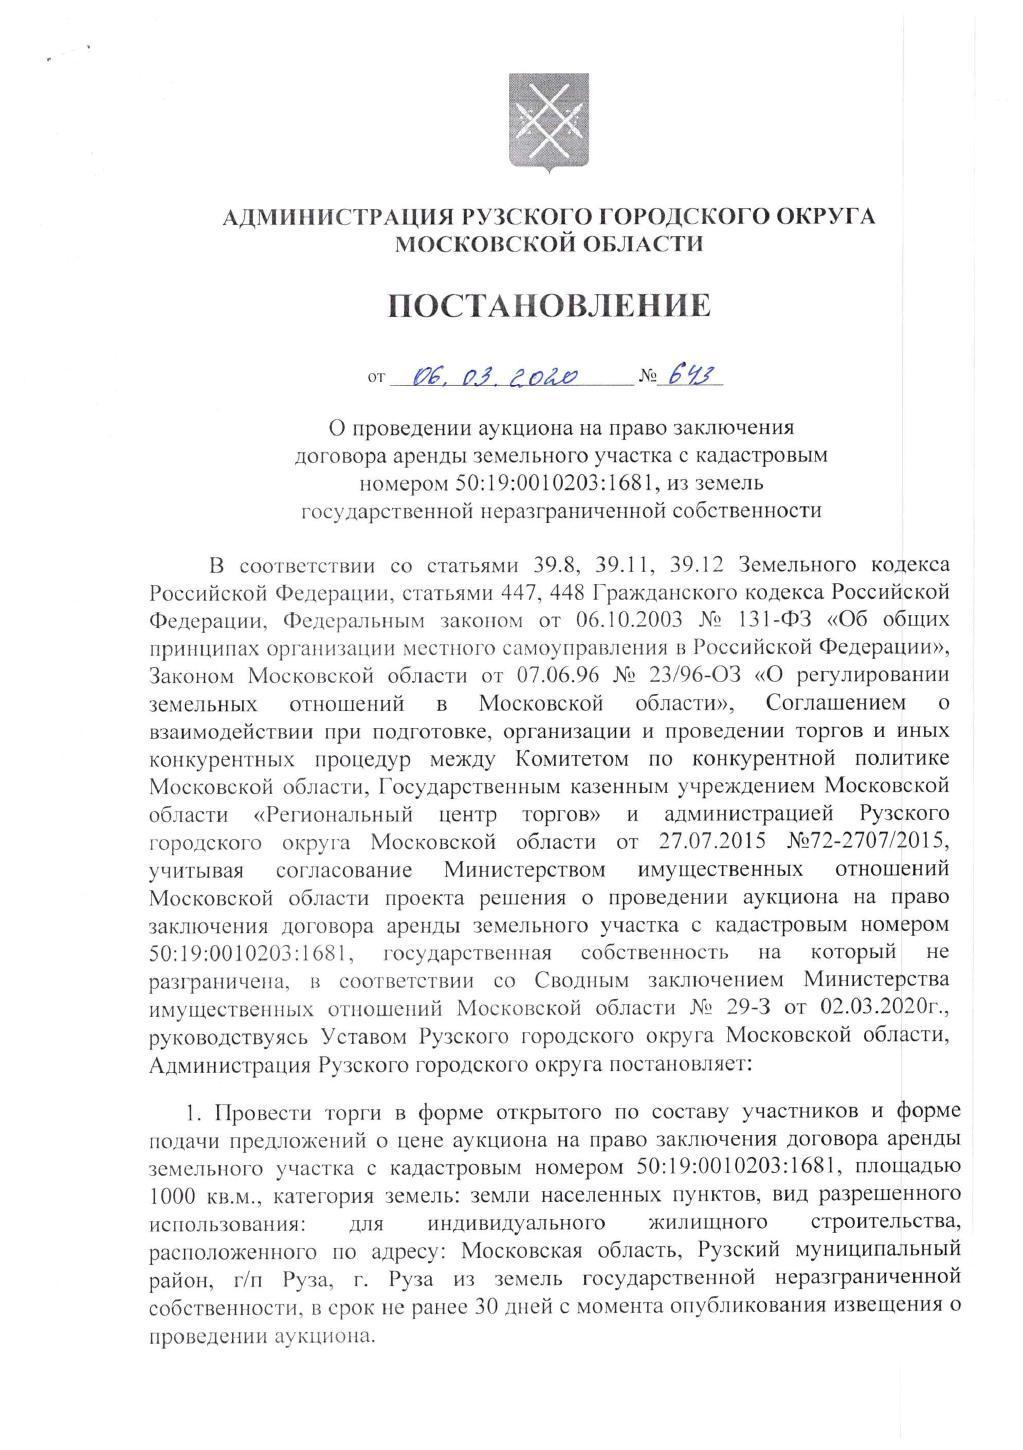 АДМИНИСТРАЦИЯ РУЗСКОГО ГОРОДСКОГО ОКРУГА
МОСКОВСКОЙ ОБЛАСТИ
ПОСТАНОВЛЕНИЕ
от 06.03.2020 № 643
О проведении аукциона на право заключения
договора аренды земельного участка с кадастровым
номером 50:19:0010203:1681, из земель
государственной неразграниченной собственности
В соответствии со статьями 39.8, 39.11, 39.12 Земельного кодекса
Российской Федерации, статьями 447, 448 Гражданского кодекса Российской
Федерации, Федеральным законом от 06.10.2003 № 131-ФЗ «Об общих
принципах организации местного самоуправления в Российской Федерации»,
Законом Московской области от 07.06.96 № 23/96-ОЗ «О регулировании
земельных отношений в Московской области», Соглашением о
взаимодействии при подготовке, организации и проведении торгов и иных
конкурентных процедур между Комитетом по конкурентной политике
Московской области, Государственным казенным учреждением Московской
области «Региональный центр торгов» и администрацией Рузского
городского округа Московской области от 27.07.2015 №72-2707/2015,
учитывая согласование Министерством имущественных отношений
Московской области проекта решения о проведении аукциона на право
заключения договора аренды земельного участка с кадастровым номером
50:19:0010203:1681, государственная собственность на который не
разграничена, в соответствии со Сводным заключением Министерства
имущественных отношений Московской области № 29-З от 02.03.2020г.,
руководствуясь Уставом Рузского городского округа Московской области,
Администрация Рузского городского округа постановляет:
1. Провести торги в форме открытого по составу участников и форме
подачи предложений о цене аукциона на право заключения договора аренды
земельного участка с кадастровым номером 50:19:0010203:1681, площадью
1000 кв.м., категория земель: земли населенных пунктов, вид разрешенного
использования: для индивидуального жилищного строительства,
расположенного по адресу: Московская область, Рузский муниципальный
район, г/п Руза, г. Руза из земель государственной неразграниченной
собственности, в срок не ранее 30 дней с момента опубликования извещения о
проведении аукциона.